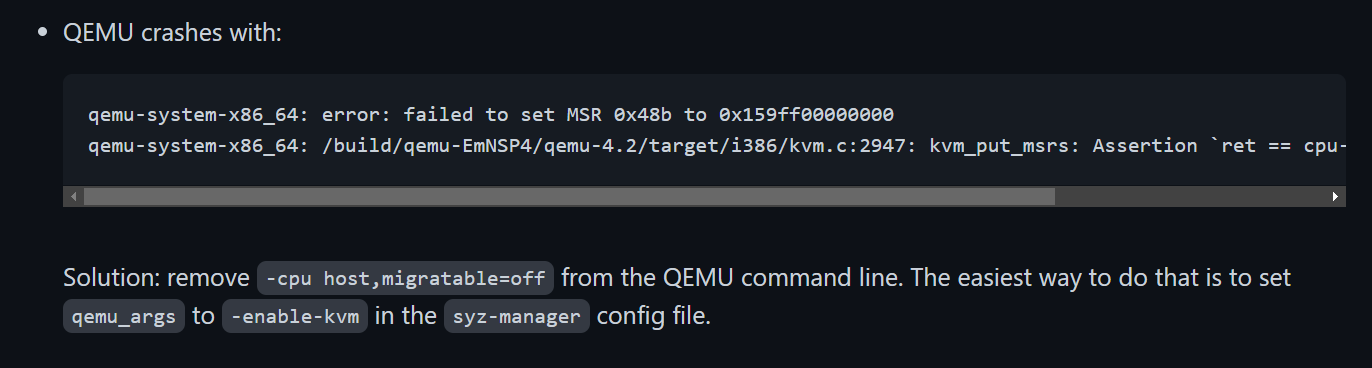 QEMU crashes with:
qemu-system-x86_64: error: failed to set MSR 0x48b to 0x159ff00000000
qemu-system-x86_64: /build/qemu-EmNSP4/qemu-4.2/target/i386/kvm.c:2947: kvm_put_msrs: Assertion `ret == cpu-
Solution: remove -cpu host,migratable=off from the QEMU command line. The easiest way to do that is to set
qemu_args to -enable-kvm in the syz-manager config file.